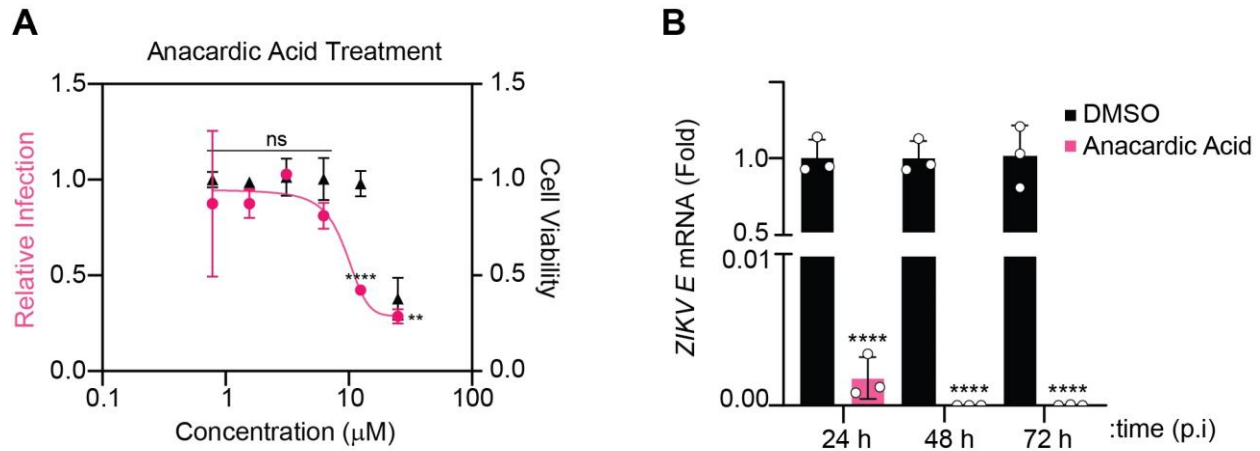 A
Anacardic Acid Treatment
Relative Infection
1.5
1.0
0.5
0.0
ns
****
**
1.5
1.0
0.5
0.0
Cell Viability
0.1
1
10
100
Concentration (μM)
B
ZIKV E mRNA (Fold)
1.0
0.5
0.01
0.00
****
****
****
DMSO
Anacardic Acid
24 h
48 h
72 h
:time (p.i)